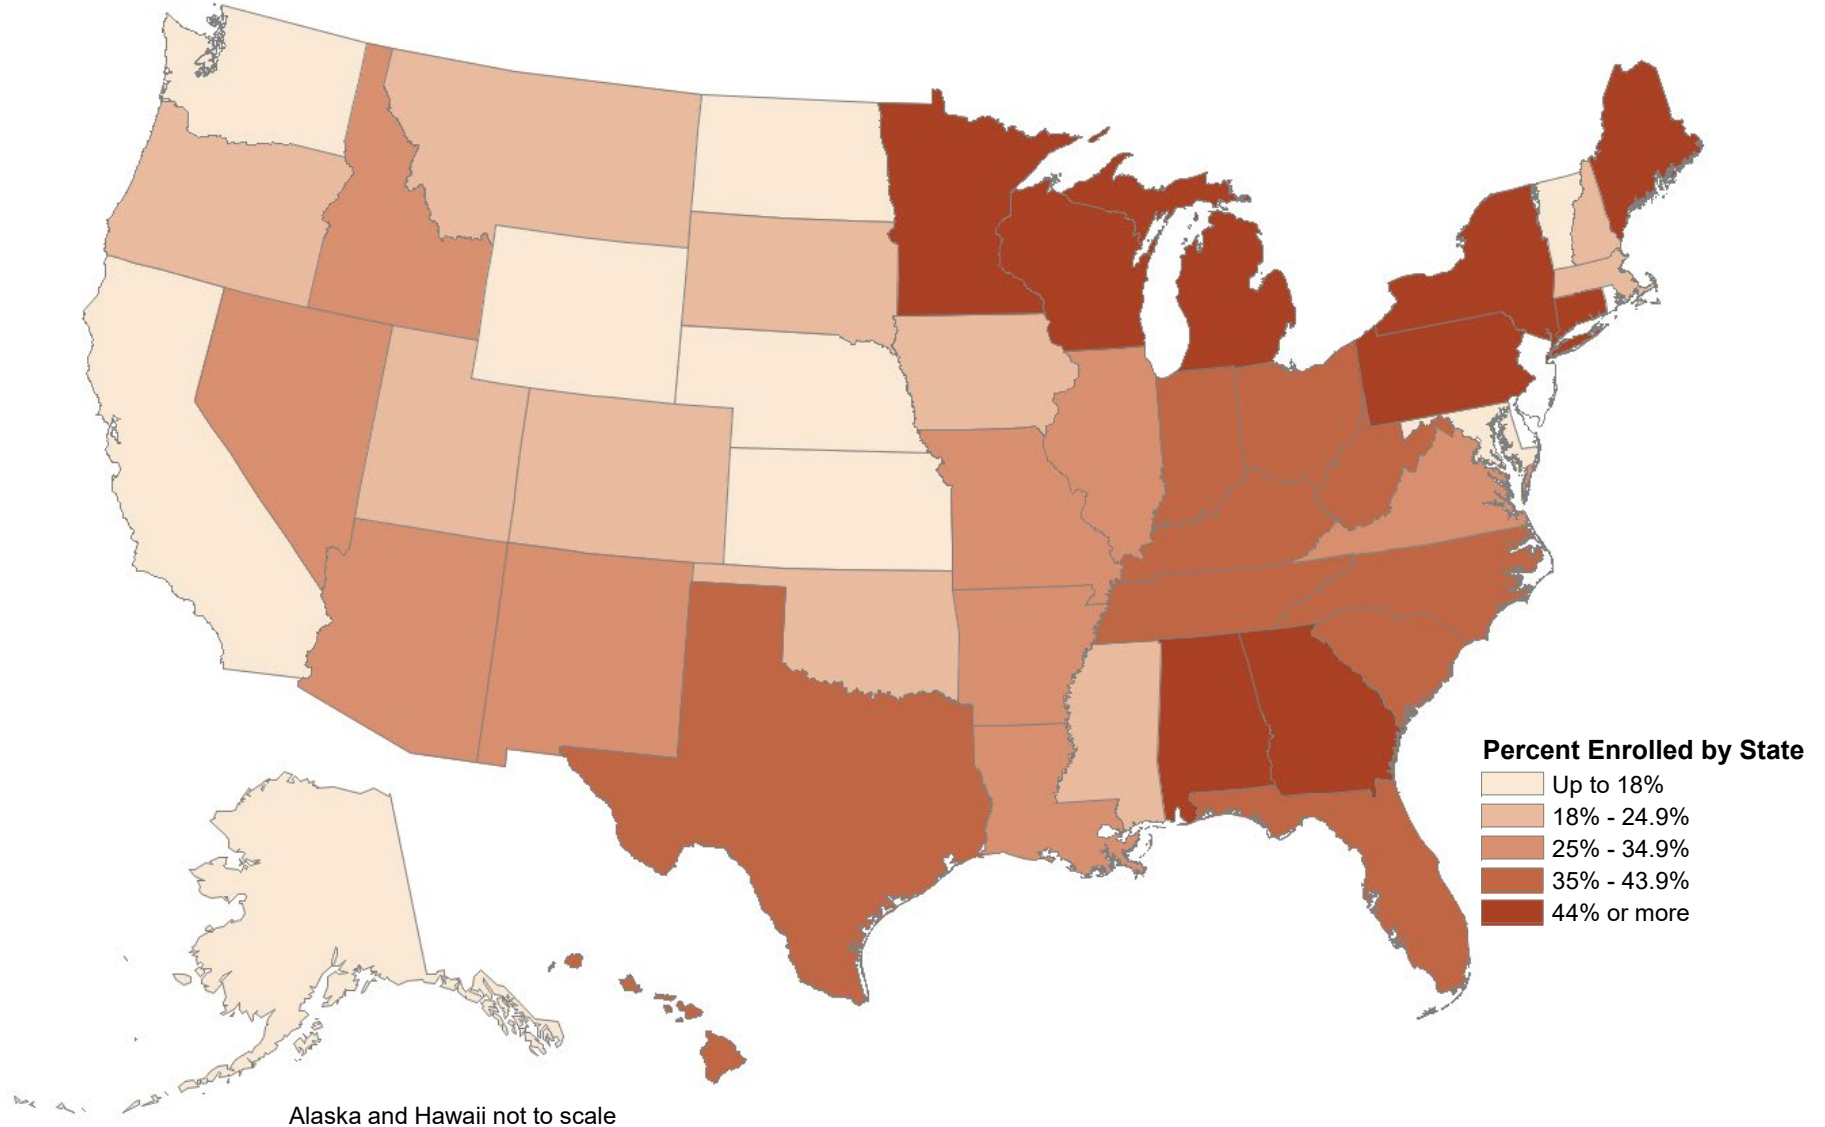 Percent Enrolled by State
Up to 18%
18% - 24.9%
25% - 34.9%
35% - 43.9%
44% or more
Alaska and Hawaii not to scale